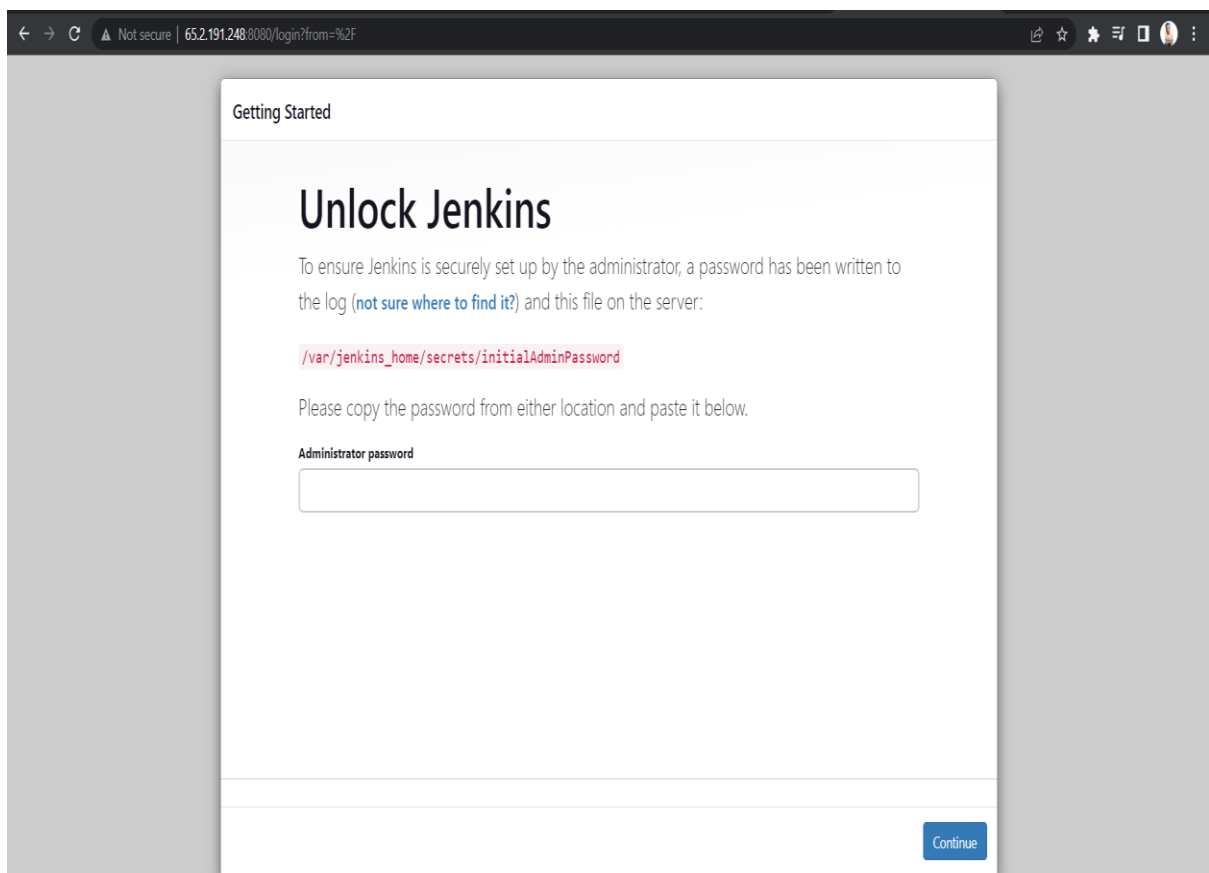 Not secure | 65.2.191.248:8080/login?from=%2F
Getting Started
Unlock Jenkins
To ensure Jenkins is securely set up by the administrator, a password has been written to
the log (not sure where to find it?) and this file on the server:
/var/jenkins_home/secrets/initialAdminPassword
Please copy the password from either location and paste it below.
Administrator password
Continue